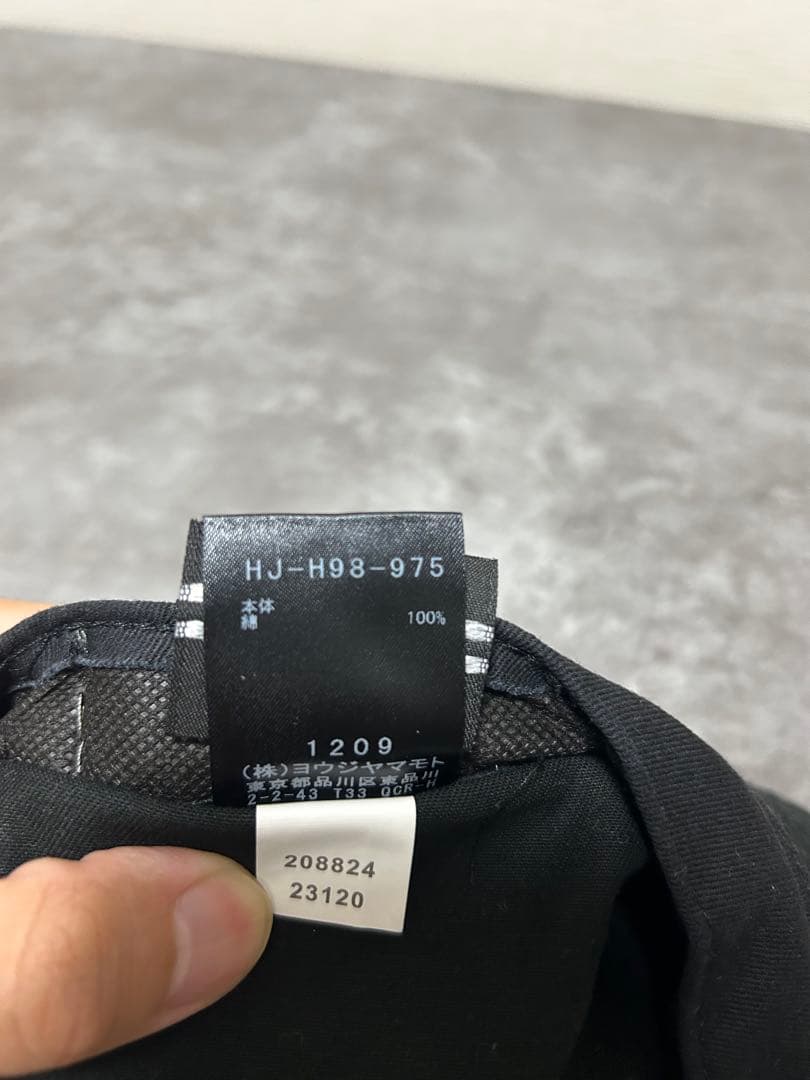 HJ-H98-975
本体
綿 100%
1209
(株)ヨウジヤマモト
東京都品川区東品川
2-2-43 T33 QCR-H
208824
23120